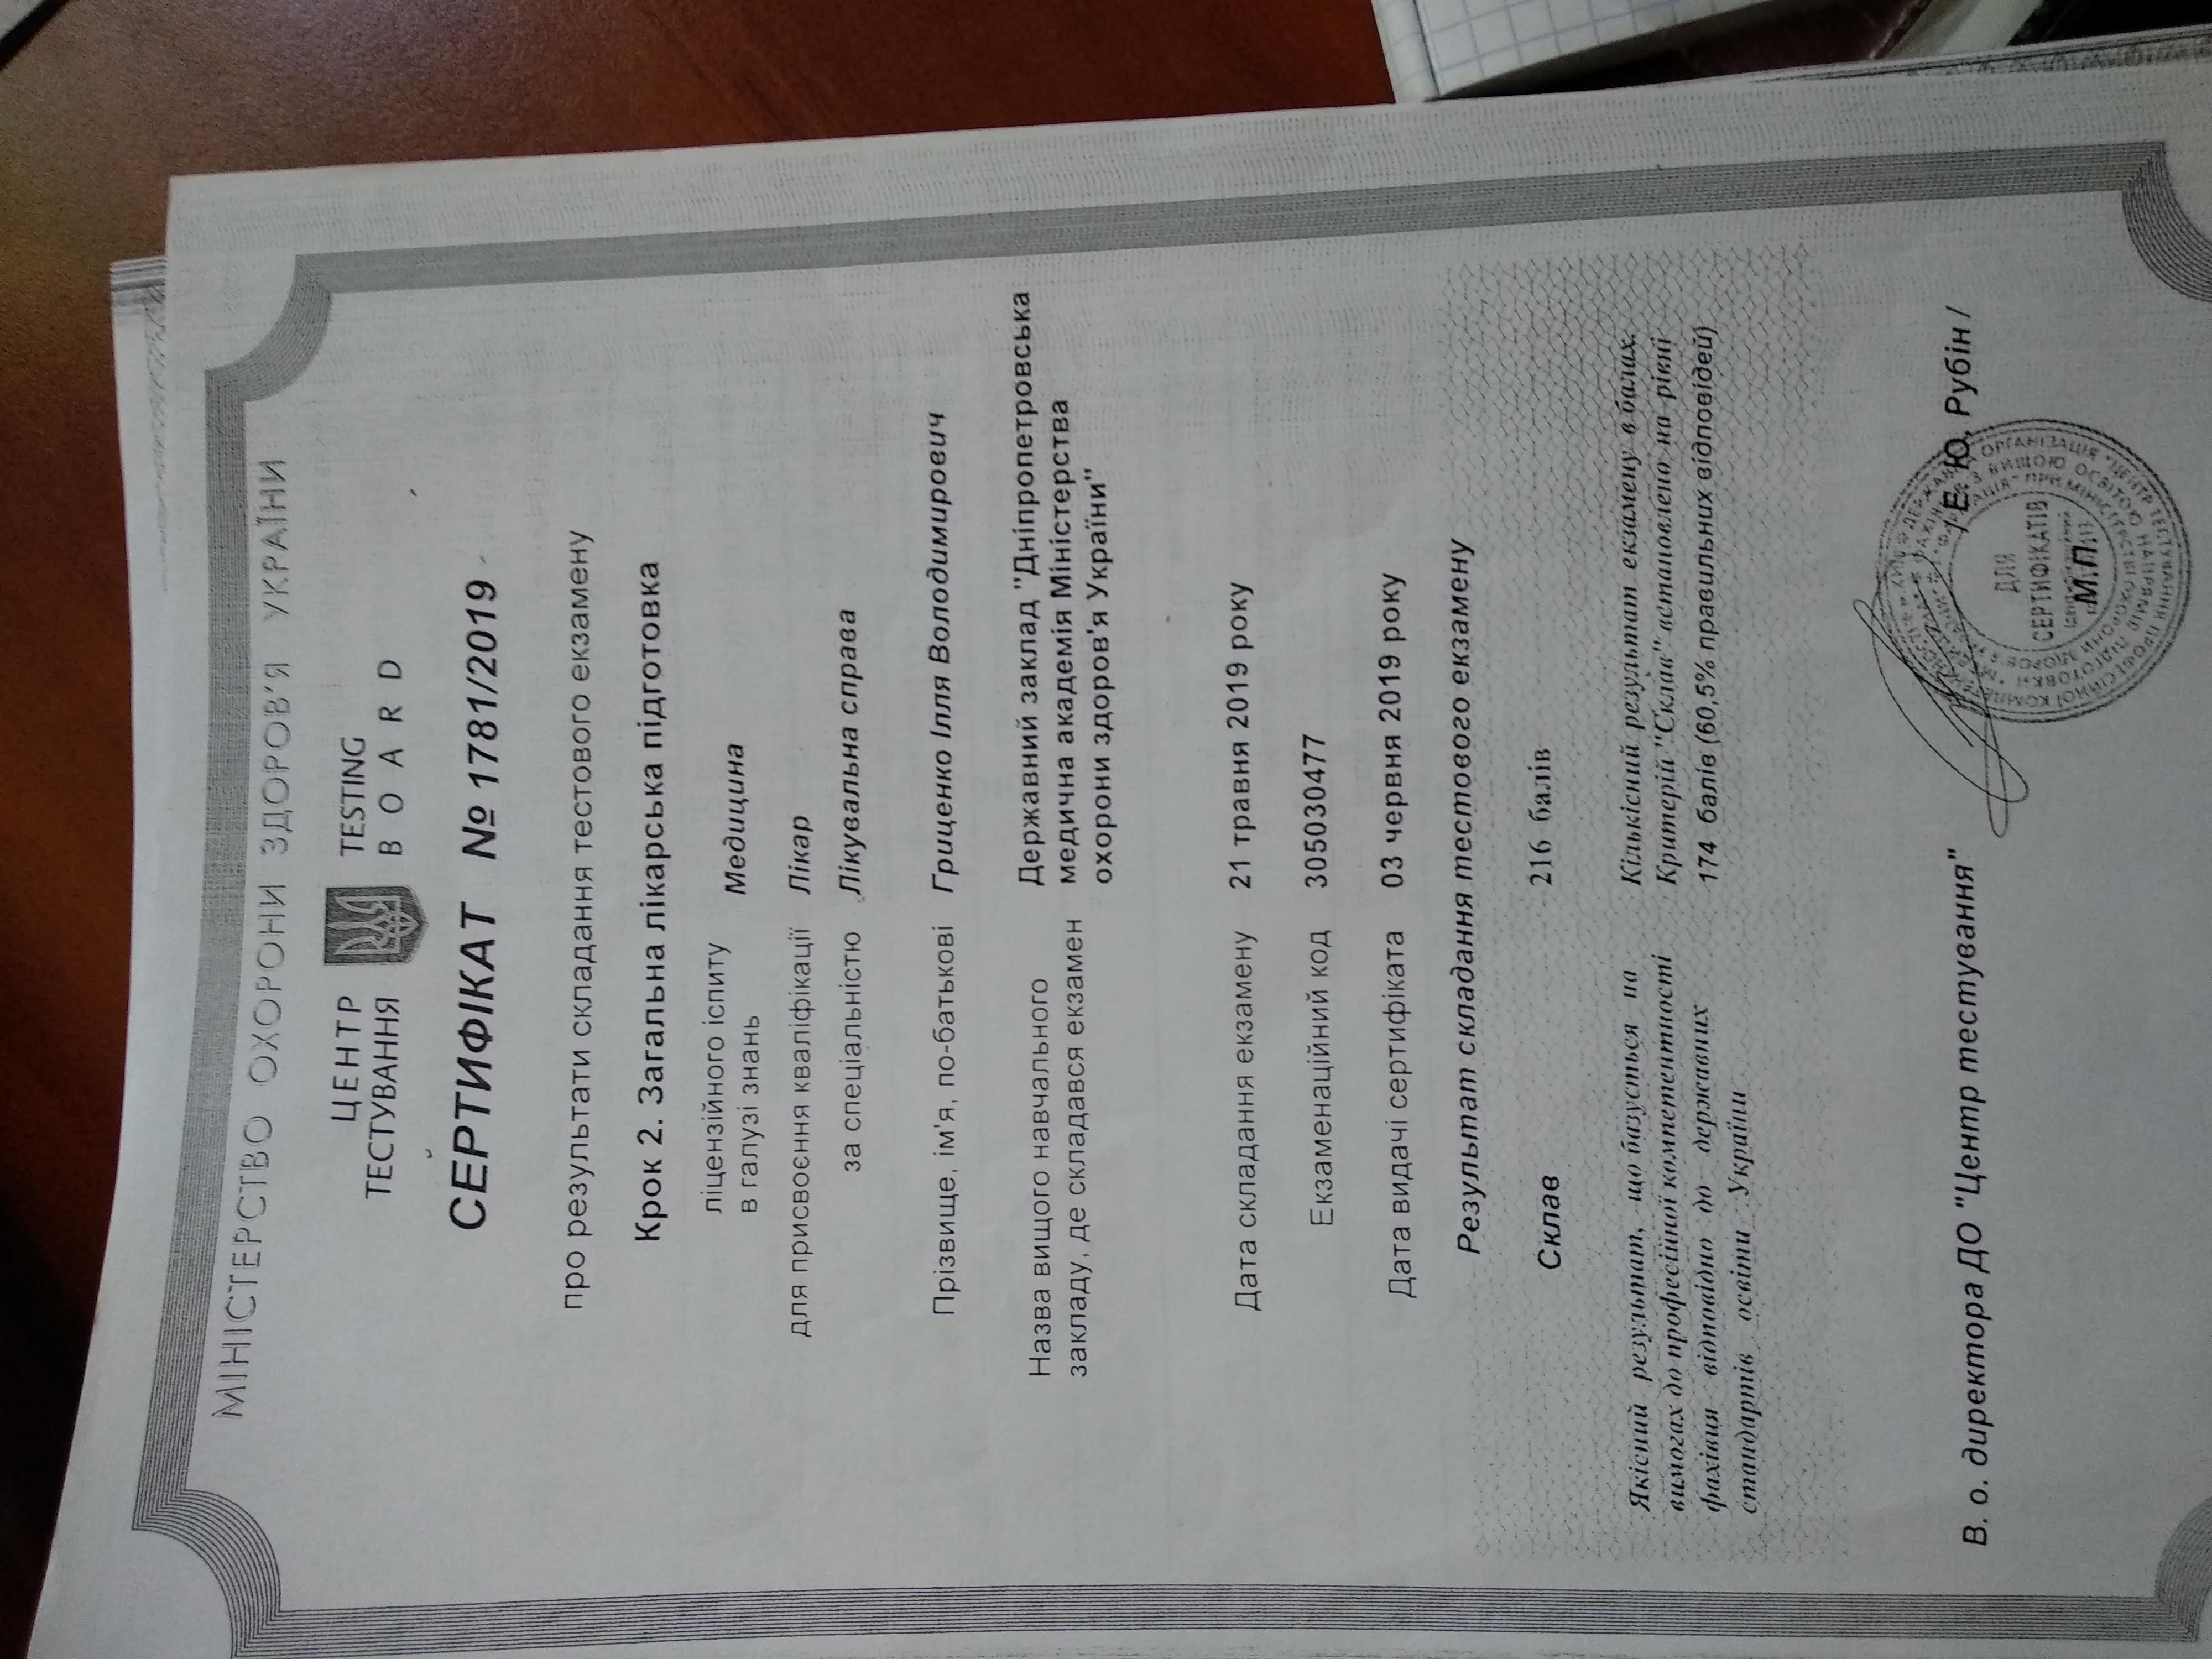 МІНІСТЕРСТВО ОХОРОНИ ЗДОРОВ'Я УКРАЇНИ
ЦЕНТР
ТЕСТУВАННЯ
TESTING
BOARD
СЕРТИФІКАТ № 1781/2019
про результати складання тестового екзамену
Крок 2. Загальна лікарська підготовка
ліцензійного іспиту
в галузі знань
Медицина
для присвоєння кваліфікації Лікар
за спеціальністю Лікувальна справа
Прізвище, ім'я, по-батькові Гриценко Ілля Володимирович
Назва вищого навчального
закладу, де складався екзамен
Державний заклад "Дніпропетровська
медична академія Міністерства
охорони здоров'я України"
Дата складання екзамену 21 травня 2019 року
Екзаменаційний код 305030477
Дата видачі сертифіката 03 червня 2019 року
Результат складання тестового екзамену
Склав 216 балів
Якісний результат, що базується на
вимогах до професійної компетентності
фахівця відповідно до державних
стандартів освіти України
Кількісний результат екзамену в балах.
Критерій "Склав" встановлено на рівні
174 балів (60,5% правильних відповідей)
В. о. директора ДО "Центр тестування" / Е. Ю. Рубін /
ДЛЯ
СЕРТИФІКАТІВ
М.П.